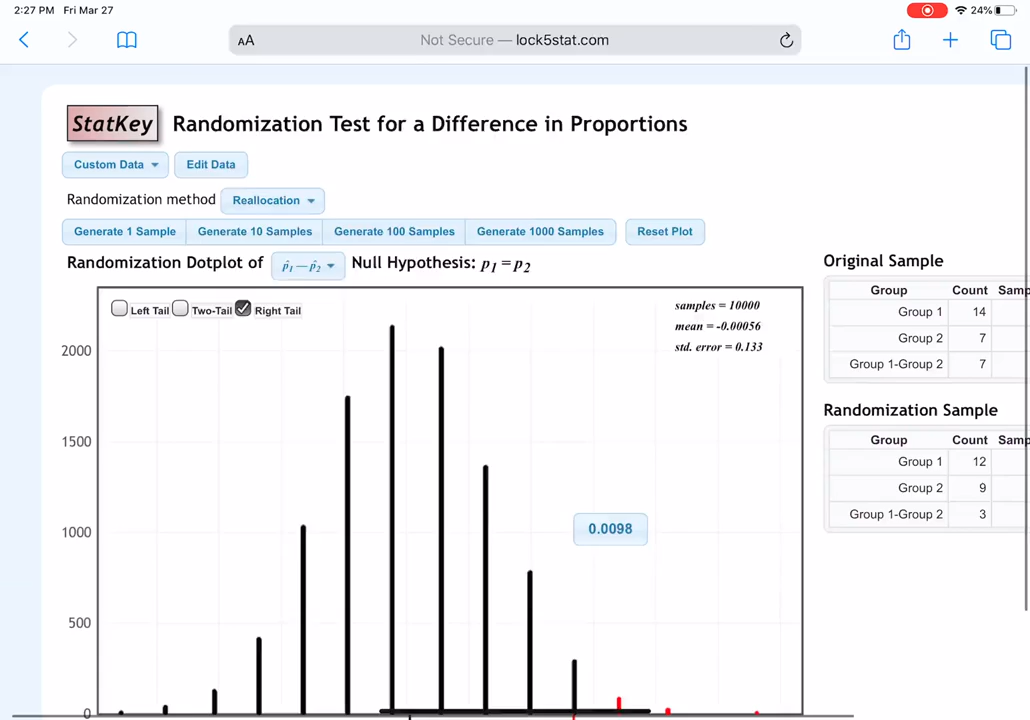 2:27 PM Fri Mar 27
24%
AA Not Secure — lock5stat.com
StatKey Randomization Test for a Difference in Proportions
Custom Data Edit Data
Randomization method Reallocation
Generate 1 Sample Generate 10 Samples Generate 100 Samples Generate 1000 Samples Reset Plot
Randomization Dotplot of p̂₁ − p̂₂ Null Hypothesis: p₁ = p₂
Left Tail Two-Tail Right Tail
samples = 10000
mean = -0.00056
std. error = 0.133
2000
1500
1000
500
0
0.0098
Original Sample
Group Count Samp
Group 1 14
Group 2 7
Group 1-Group 2 7
Randomization Sample
Group Count Samp
Group 1 12
Group 2 9
Group 1-Group 2 3